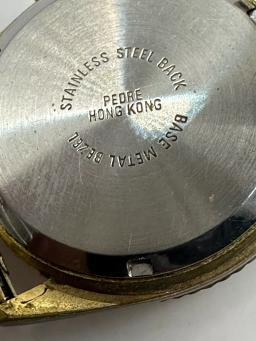 STAINLESS STEEL BACK
PEDRE
HONG KONG
BASE METAL BEZEL